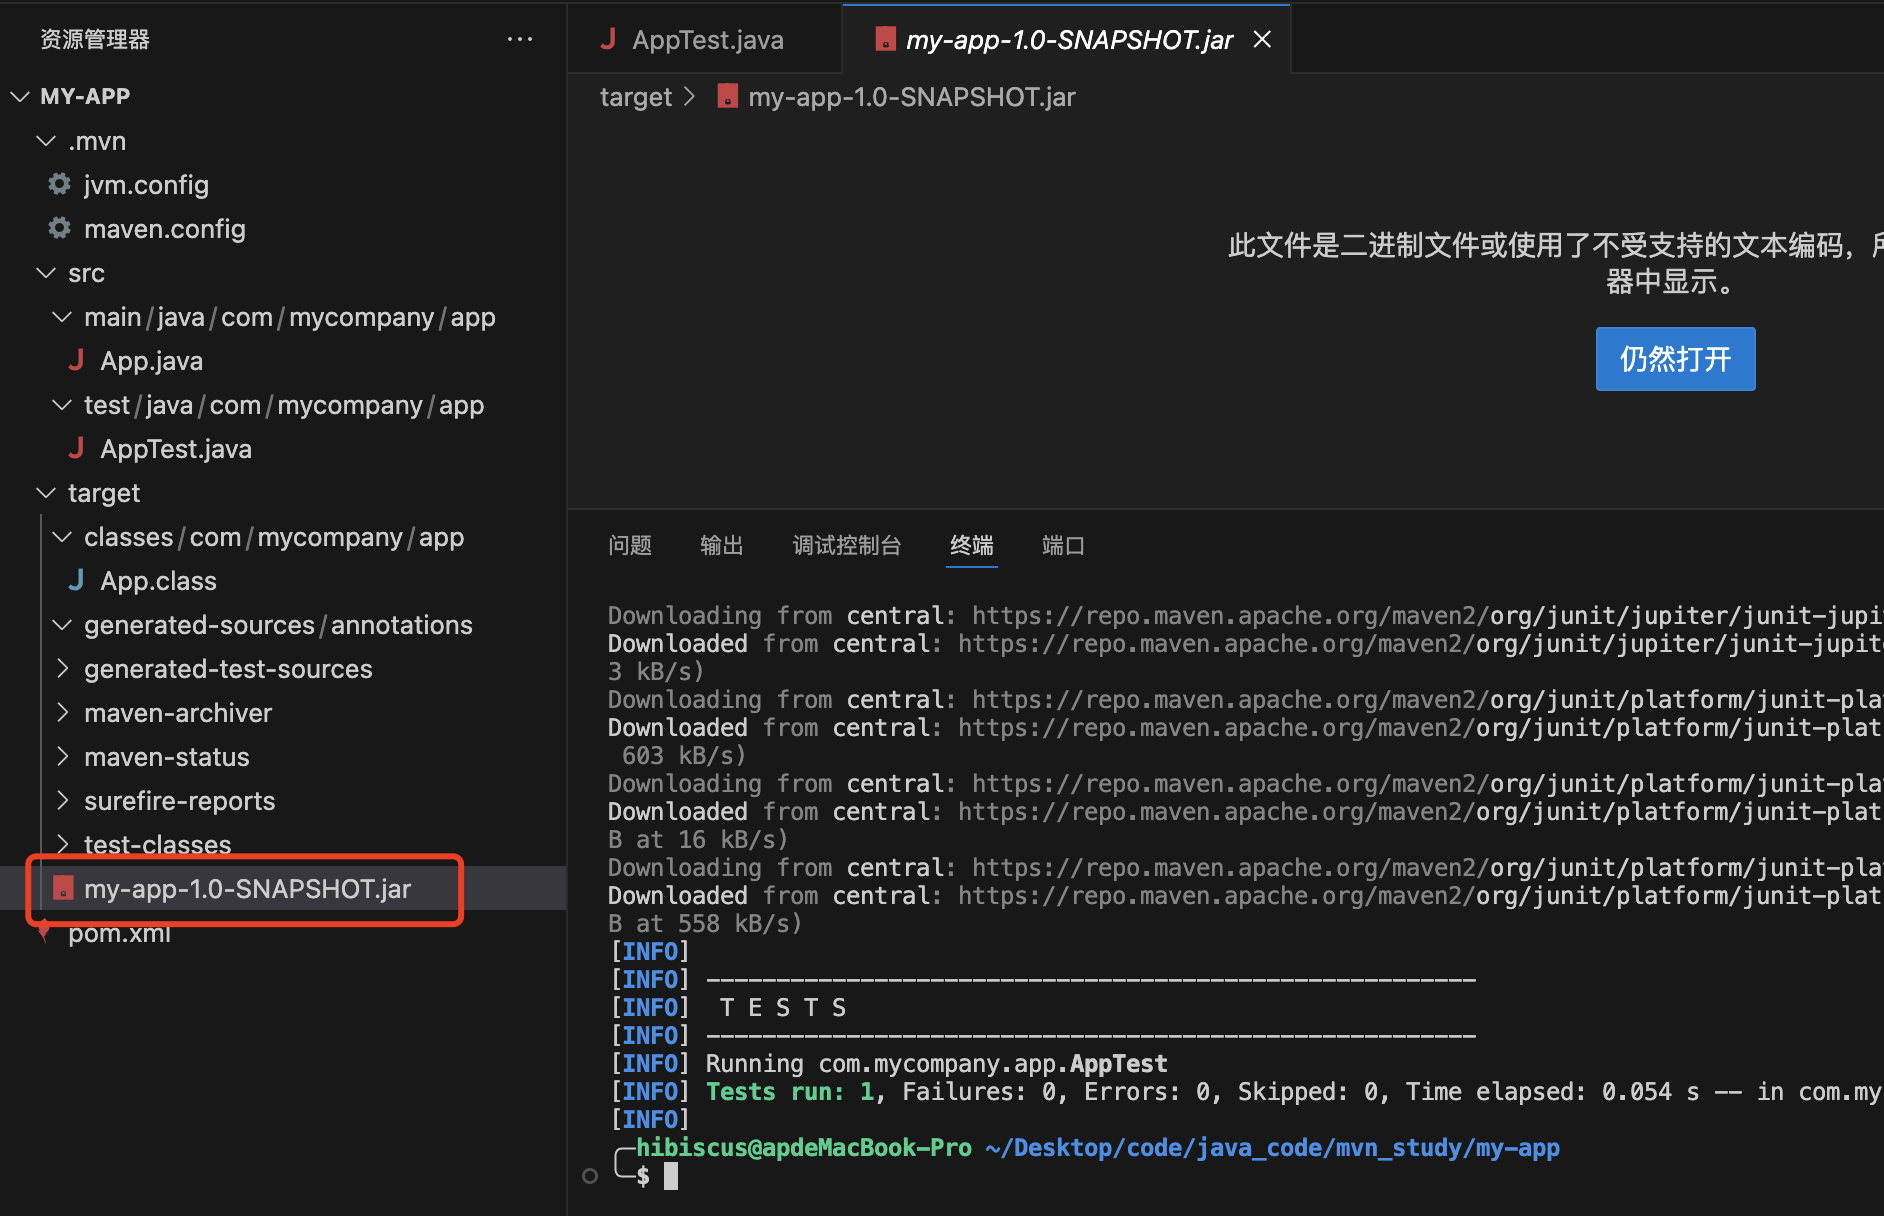 资源管理器
MY-APP
.mvn
jvm.config
maven.config
src
main/java/com/mycompany/app
App.java
test/java/com/mycompany/app
AppTest.java
target
classes/com/mycompany/app
App.class
generated-sources/annotations
generated-test-sources
maven-archiver
maven-status
surefire-reports
test-classes
my-app-1.0-SNAPSHOT.jar
pom.xml
AppTest.java
my-app-1.0-SNAPSHOT.jar
target > my-app-1.0-SNAPSHOT.jar
此文件是二进制文件或使用了不受支持的文本编码，
器中显示。
仍然打开
问题 输出 调试控制台 终端 端口
Downloading from central: https://repo.maven.apache.org/maven2/org/junit/jupiter/junit-jupi
Downloaded from central: https://repo.maven.apache.org/maven2/org/junit/jupiter/junit-jupit
3 kB/s)
Downloading from central: https://repo.maven.apache.org/maven2/org/junit/platform/junit-pla
Downloaded from central: https://repo.maven.apache.org/maven2/org/junit/platform/junit-plat
603 kB/s)
Downloading from central: https://repo.maven.apache.org/maven2/org/junit/platform/junit-pla
Downloaded from central: https://repo.maven.apache.org/maven2/org/junit/platform/junit-plat
B at 16 kB/s)
Downloading from central: https://repo.maven.apache.org/maven2/org/junit/platform/junit-pla
Downloaded from central: https://repo.maven.apache.org/maven2/org/junit/platform/junit-plat
B at 558 kB/s)
[INFO]
[INFO] -------------------------------------------------------
[INFO]  T E S T S
[INFO] -------------------------------------------------------
[INFO] Running com.mycompany.app.AppTest
[INFO] Tests run: 1, Failures: 0, Errors: 0, Skipped: 0, Time elapsed: 0.054 s -- in com.my
[INFO]
╭─hibiscus@apdeMacBook-Pro ~/Desktop/code/java_code/mvn_study/my-app
╰─$